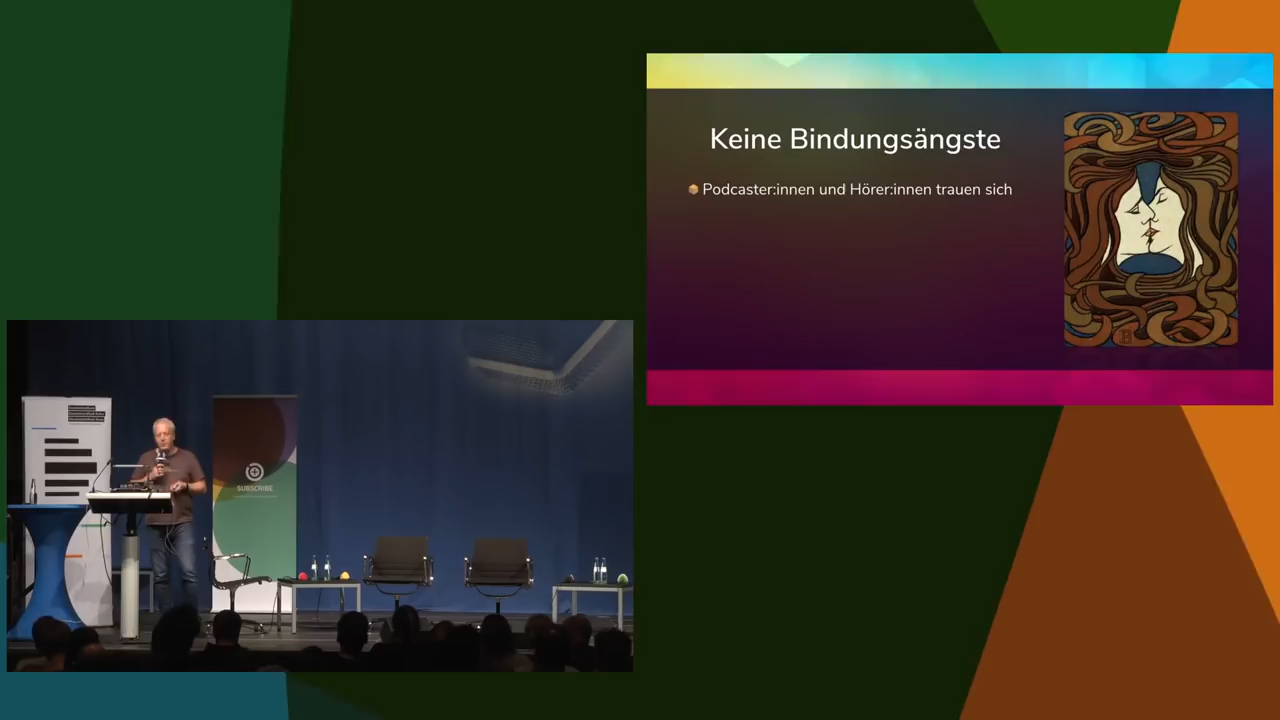 Keine Bindungsängste
Podcaster:innen und Hörer:innen trauen sich
SUBSCRIBE